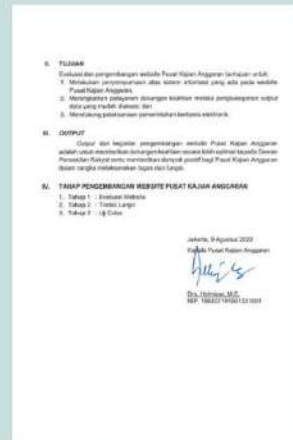 II. TUJUAN
Evaluasi dan pengembangan website Pusat Kajian Anggaran bertujuan untuk:
1. Melakukan penyempurnaan atas sistem informasi yang ada pada website
Pusat Kajian Anggaran;
2. Meningkatkan pelayanan dukungan keahlian melalui pengkategorian output
data yang mudah diakses; dan
3. Mendukung pelaksanaan pemerintahan berbasis elektronik.
III. OUTPUT
Output dari kegiatan pengembangan website Pusat Kajian Anggaran
adalah untuk memberikan dukungan keahlian secara lebih optimal kepada Dewan
Perwakilan Rakyat serta memberikan dampak positif bagi Pusat Kajian Anggaran
dalam rangka melaksanakan tugas dan fungsi.
IV. TAHAP PENGEMBANGAN WEBSITE PUSAT KAJIAN ANGGARAN
1. Tahap 1 : Evaluasi Website
2. Tahap 2 : Tindak Lanjut
3. Tahap 3 : Uji Coba
Jakarta, 9 Agustus 2022
Kepala Pusat Kajian Anggaran
M.E.
NIP.